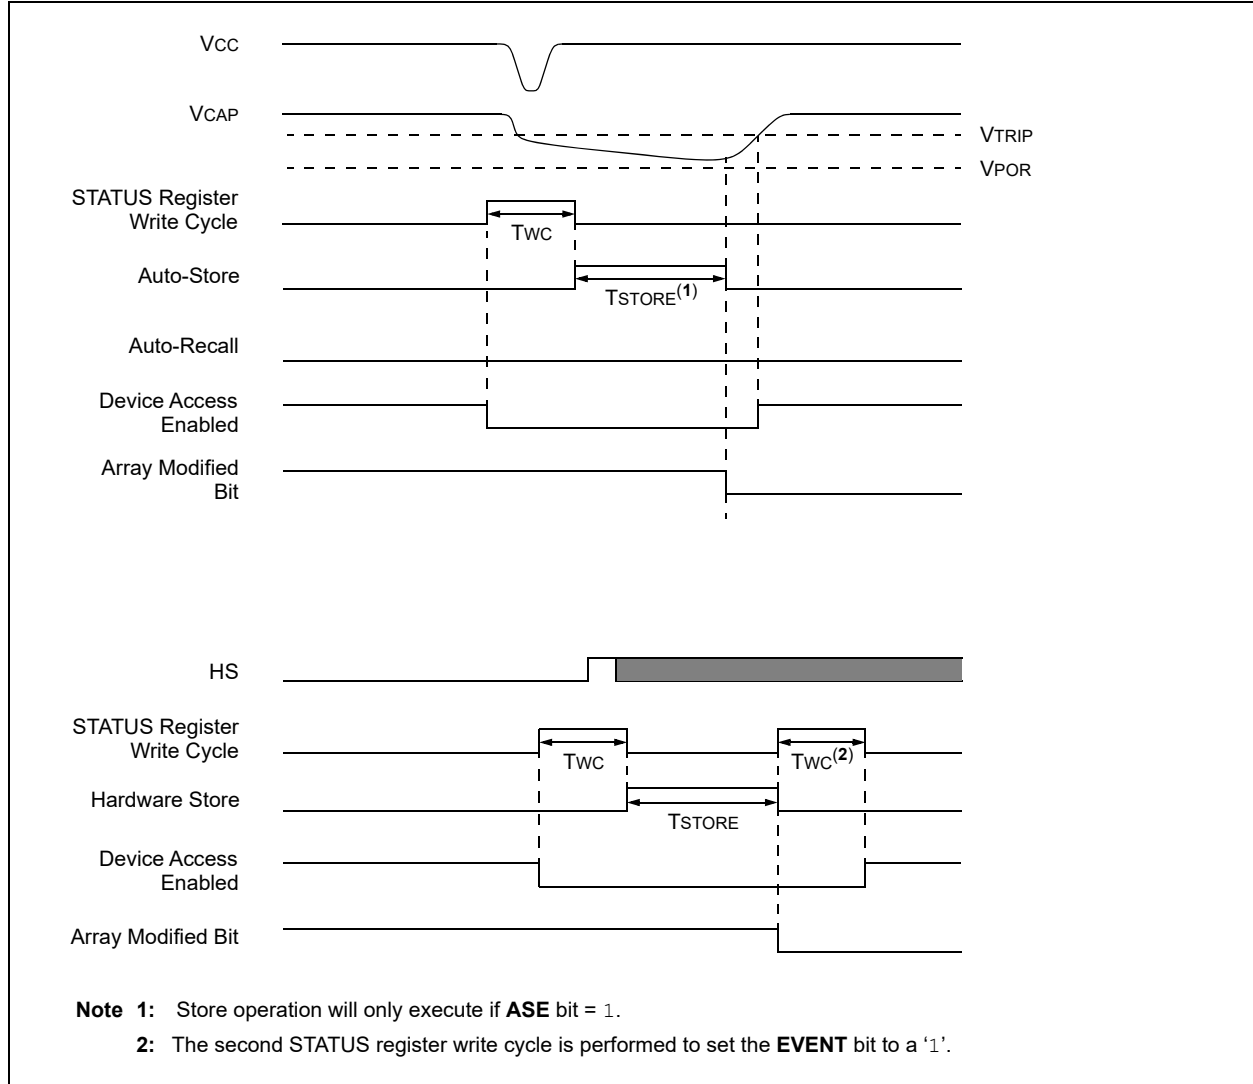 VCC
VCAP
VTRIP
VPOR
STATUS Register
Write Cycle
TWC
Auto-Store
TSTORE(1)
Auto-Recall
Device Access
Enabled
Array Modified
Bit
HS
STATUS Register
Write Cycle
TWC
TWC(2)
Hardware Store
TSTORE
Device Access
Enabled
Array Modified Bit
Note 1: Store operation will only execute if ASE bit = 1.
2: The second STATUS register write cycle is performed to set the EVENT bit to a ‘1’.